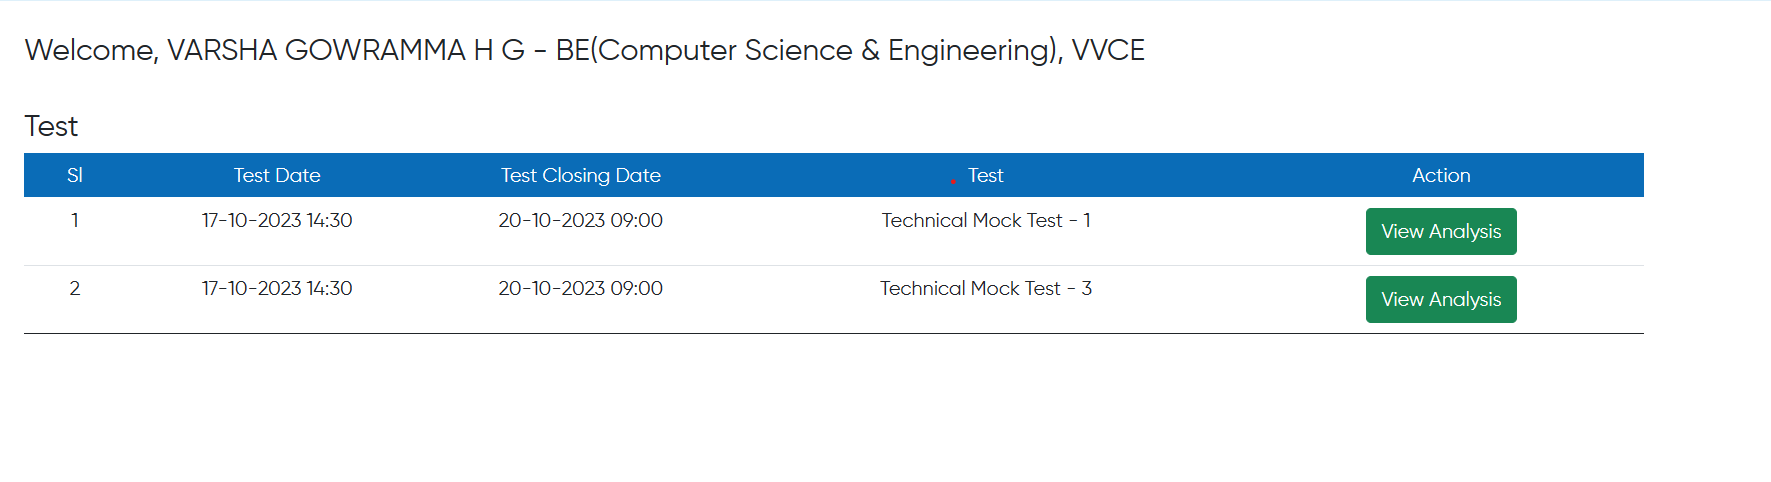 Welcome, VARSHA GOWRAMMA H G - BE(Computer Science & Engineering), VVCE
Test
Sl Test Date Test Closing Date Test Action
1 17-10-2023 14:30 20-10-2023 09:00 Technical Mock Test - 1 View Analysis
2 17-10-2023 14:30 20-10-2023 09:00 Technical Mock Test - 3 View Analysis